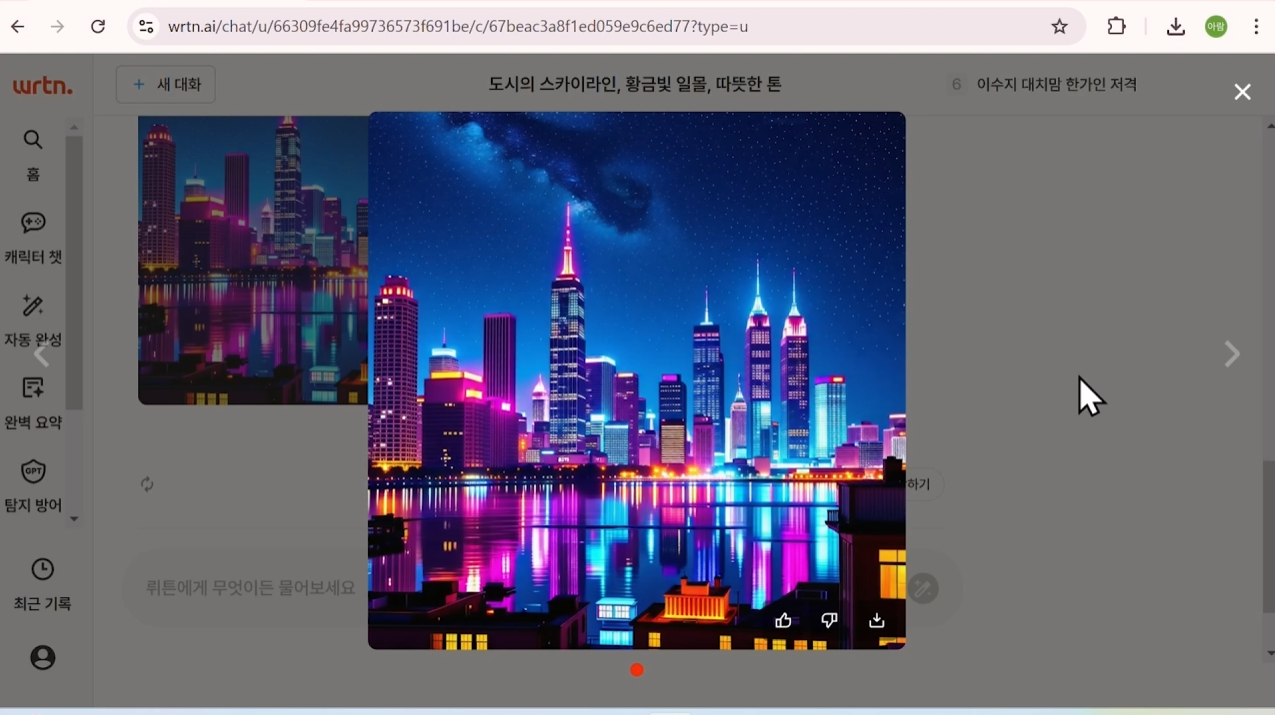 wrtn.ai/chat/u/66309fe4fa99736573f691be/c/67beac3a8f1ed059e9c6ed77?type=u
아람
wrtn.
+ 새 대화
도시의 스카이라인, 황금빛 일몰, 따뜻한 톤
6 이수지 대치맘 한가인 저격
홈
캐릭터 챗
자동 완성
완벽 요약
GPT
탐지 방어
하기
뤼튼에게 무엇이든 물어보세요
최근 기록